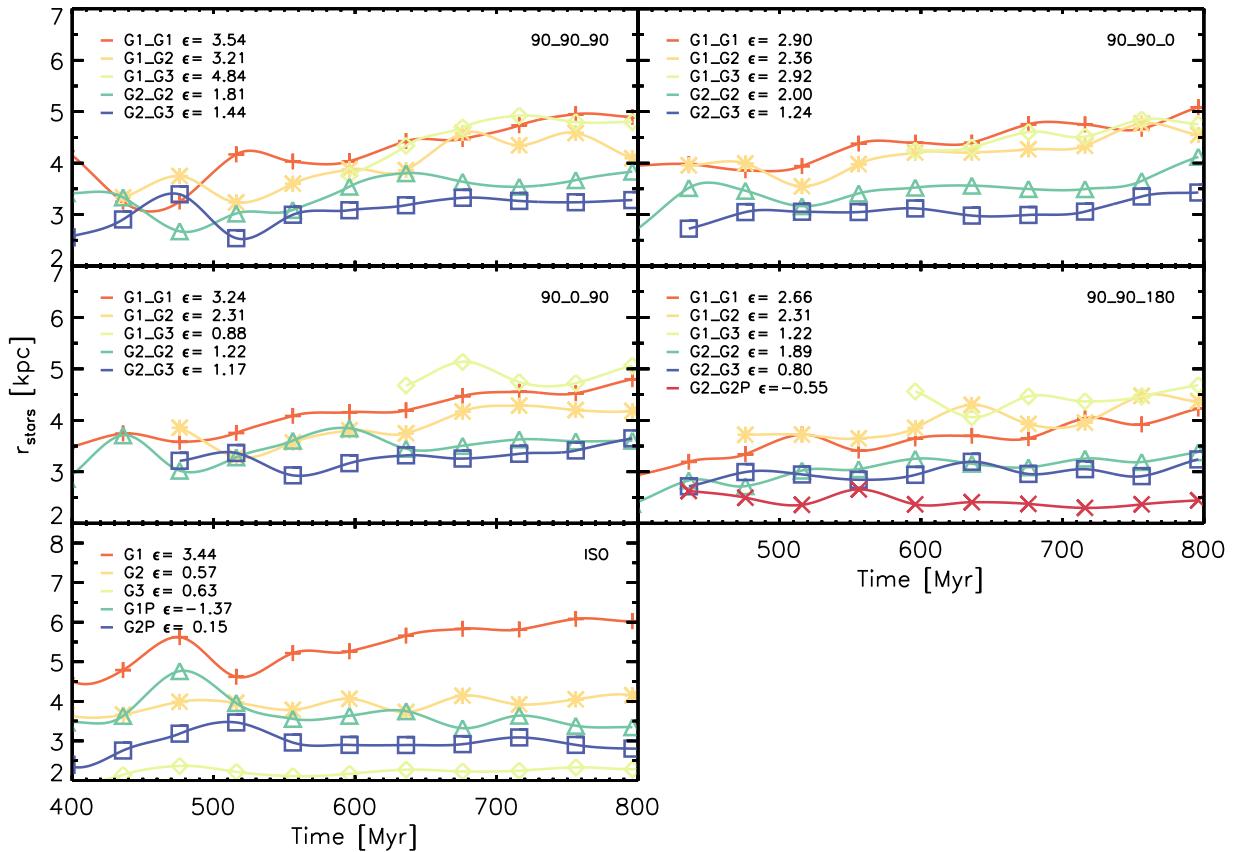 7
6
5
4
3
2
G1_G1 ϵ= 3.54
G1_G2 ϵ= 3.21
G1_G3 ϵ= 4.84
G2_G2 ϵ= 1.81
G2_G3 ϵ= 1.44
90_90_90
G1_G1 ϵ= 2.90
G1_G2 ϵ= 2.36
G1_G3 ϵ= 2.92
G2_G2 ϵ= 2.00
G2_G3 ϵ= 1.24
90_90_0
r_stars [kpc]
7
6
5
4
3
2
G1_G1 ϵ= 3.24
G1_G2 ϵ= 2.31
G1_G3 ϵ= 0.88
G2_G2 ϵ= 1.22
G2_G3 ϵ= 1.17
90_0_90
G1_G1 ϵ= 2.66
G1_G2 ϵ= 2.31
G1_G3 ϵ= 1.22
G2_G2 ϵ= 1.89
G2_G3 ϵ= 0.80
G2_G2P ϵ=−0.55
90_90_180
500 600 700 800
Time [Myr]
8
7
6
5
4
3
2
G1 ϵ= 3.44
G2 ϵ= 0.57
G3 ϵ= 0.63
G1P ϵ=−1.37
G2P ϵ= 0.15
ISO
400 500 600 700 800
Time [Myr]